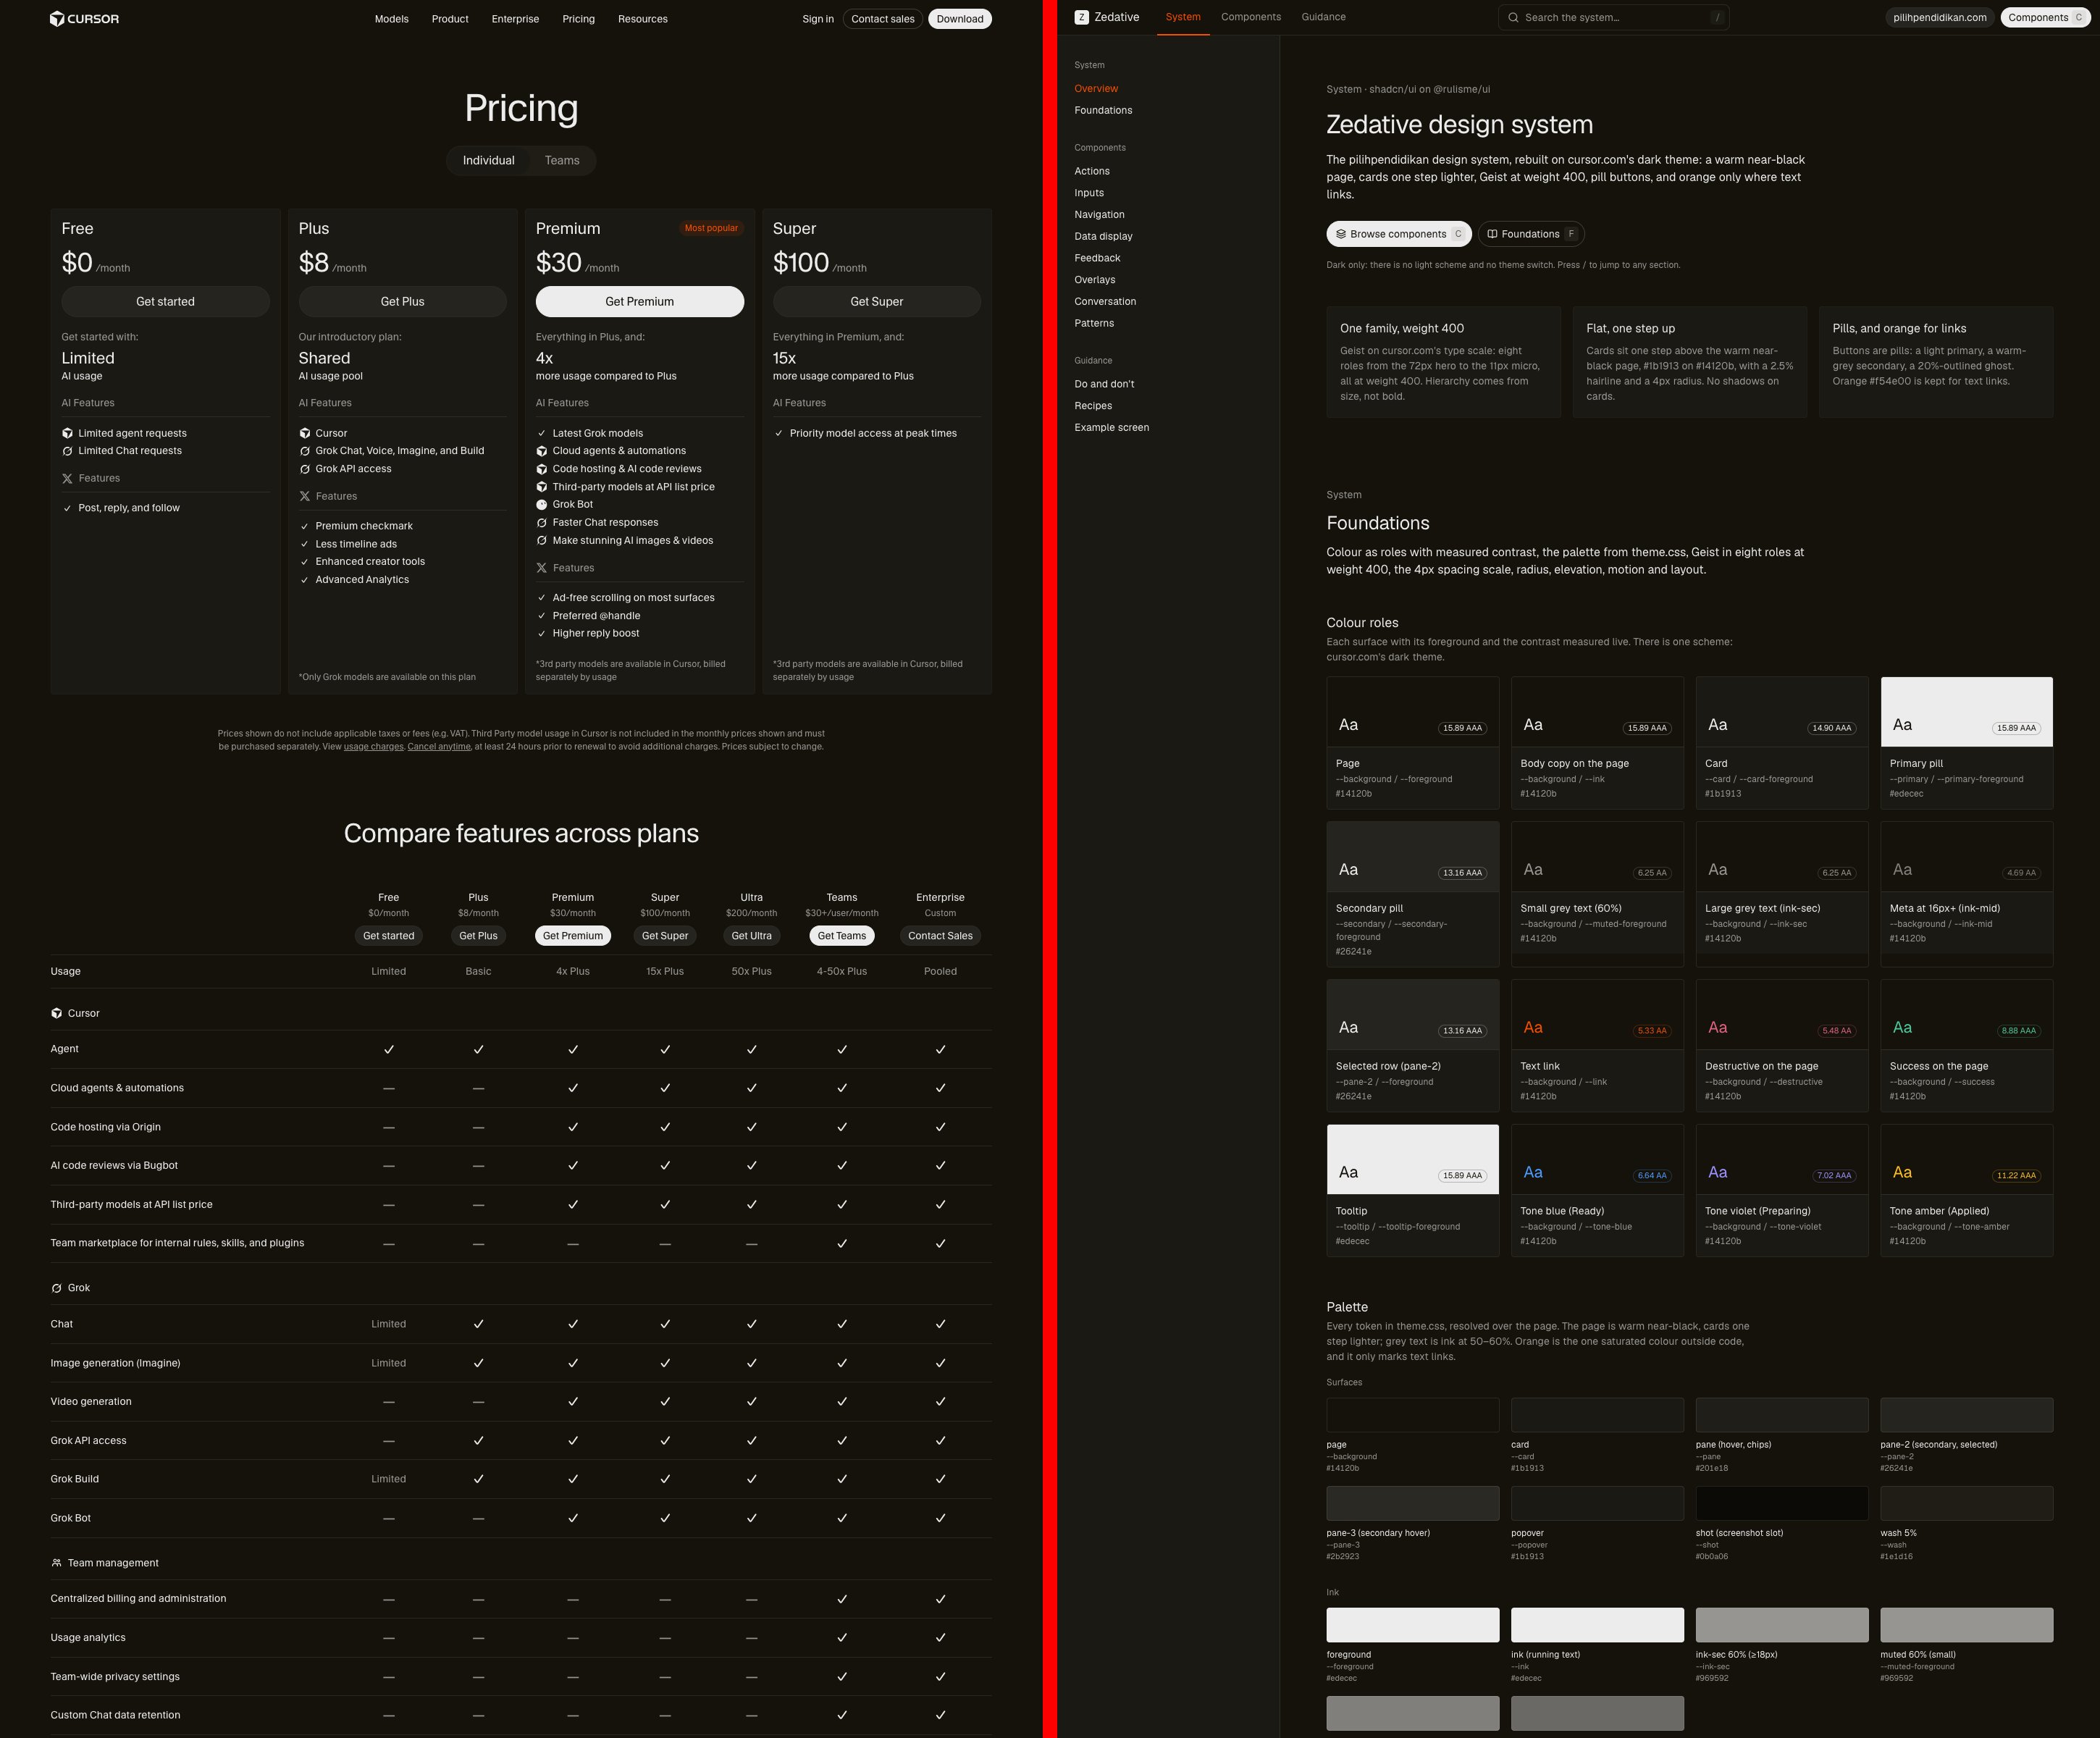 CURSOR
Models Product Enterprise Pricing Resources
Sign in Contact sales Download
Pricing
Individual Teams
Free
$0 /month
Get started
Get started with:
Limited
AI usage
AI Features
Limited agent requests
Limited Chat requests
Features
Post, reply, and follow
Plus
$8 /month
Get Plus
Our introductory plan:
Shared
AI usage pool
AI Features
Cursor
Grok Chat, Voice, Imagine, and Build
Grok API access
Features
Premium checkmark
Less timeline ads
Enhanced creator tools
Advanced Analytics
*Only Grok models are available on this plan
Premium Most popular
$30 /month
Get Premium
Everything in Plus, and:
4x
more usage compared to Plus
AI Features
Latest Grok models
Cloud agents & automations
Code hosting & AI code reviews
Third-party models at API list price
Grok Bot
Faster Chat responses
Make stunning AI images & videos
Features
Ad-free scrolling on most surfaces
Preferred @handle
Higher reply boost
*3rd party models are available in Cursor, billed
separately by usage
Super
$100 /month
Get Super
Everything in Premium, and:
15x
more usage compared to Plus
AI Features
Priority model access at peak times
*3rd party models are available in Cursor, billed
separately by usage
Prices shown do not include applicable taxes or fees (e.g. VAT). Third Party model usage in Cursor is not included in the monthly prices shown and must
be purchased separately. View usage charges. Cancel anytime, at least 24 hours prior to renewal to avoid additional charges. Prices subject to change.
Compare features across plans
Free Plus Premium Super Ultra Teams Enterprise
$0/month $8/month $30/month $100/month $200/month $30+/user/month Custom
Get started Get Plus Get Premium Get Super Get Ultra Get Teams Contact Sales
Usage Limited Basic 4x Plus 15x Plus 50x Plus 4-50x Plus Pooled
Cursor
Agent
Cloud agents & automations
Code hosting via Origin
AI code reviews via Bugbot
Third-party models at API list price
Team marketplace for internal rules, skills, and plugins
Grok
Chat Limited
Image generation (Imagine) Limited
Video generation
Grok API access
Grok Build Limited
Grok Bot
Team management
Centralized billing and administration
Usage analytics
Team-wide privacy settings
Custom Chat data retention
Z Zedative System Components Guidance
Search the system... /
pilihpendidikan.com Components C
System
Overview
Foundations
Components
Actions
Inputs
Navigation
Data display
Feedback
Overlays
Conversation
Patterns
Guidance
Do and don't
Recipes
Example screen
System · shadcn/ui on @rulisme/ui
Zedative design system
The pilihpendidikan design system, rebuilt on cursor.com's dark theme: a warm near-black
page, cards one step lighter, Geist at weight 400, pill buttons, and orange only where text
links.
Browse components C Foundations F
Dark only: there is no light scheme and no theme switch. Press / to jump to any section.
One family, weight 400
Geist on cursor.com's type scale: eight
roles from the 72px hero to the 11px micro,
all at weight 400. Hierarchy comes from
size, not bold.
Flat, one step up
Cards sit one step above the warm near-
black page, #1b1913 on #14120b, with a 2.5%
hairline and a 4px radius. No shadows on
cards.
Pills, and orange for links
Buttons are pills: a light primary, a warm-
grey secondary, a 20%-outlined ghost.
Orange #f54e00 is kept for text links.
System
Foundations
Colour as roles with measured contrast, the palette from theme.css, Geist in eight roles at
weight 400, the 4px spacing scale, radius, elevation, motion and layout.
Colour roles
Each surface with its foreground and the contrast measured live. There is one scheme:
cursor.com's dark theme.
Aa 15.89 AAA
Page
--background / --foreground
#14120b
Aa 15.89 AAA
Body copy on the page
--background / --ink
#14120b
Aa 14.90 AAA
Card
--card / --card-foreground
#1b1913
Aa 15.89 AAA
Primary pill
--primary / --primary-foreground
#edecec
Aa 13.16 AAA
Secondary pill
--secondary / --secondary-
foreground
#26241e
Aa 6.25 AA
Small grey text (60%)
--background / --muted-foreground
#14120b
Aa 6.25 AA
Large grey text (ink-sec)
--background / --ink-sec
#14120b
Aa 4.69 AA
Meta at 16px+ (ink-mid)
--background / --ink-mid
#14120b
Aa 13.16 AAA
Selected row (pane-2)
--pane-2 / --foreground
#26241e
Aa 5.33 AA
Text link
--background / --link
#14120b
Aa 5.48 AA
Destructive on the page
--background / --destructive
#14120b
Aa 8.88 AAA
Success on the page
--background / --success
#14120b
Aa 15.89 AAA
Tooltip
--tooltip / --tooltip-foreground
#edecec
Aa 6.64 AA
Tone blue (Ready)
--background / --tone-blue
#14120b
Aa 7.02 AAA
Tone violet (Preparing)
--background / --tone-violet
#14120b
Aa 11.22 AAA
Tone amber (Applied)
--background / --tone-amber
#14120b
Palette
Every token in theme.css, resolved over the page. The page is warm near-black, cards one
step lighter; grey text is ink at 50–60%. Orange is the one saturated colour outside code,
and it only marks text links.
Surfaces
page
--background
#14120b
card
--card
#1b1913
pane (hover, chips)
--pane
#201e18
pane-2 (secondary, selected)
--pane-2
#26241e
pane-3 (secondary hover)
--pane-3
#2b2923
popover
--popover
#1b1913
shot (screenshot slot)
--shot
#0b0a06
wash 5%
--wash
#1e1d16
Ink
foreground
--foreground
#edecec
ink (running text)
--ink
#edecec
ink-sec 60% (≥18px)
--ink-sec
#969592
muted 60% (small)
--muted-foreground
#969592